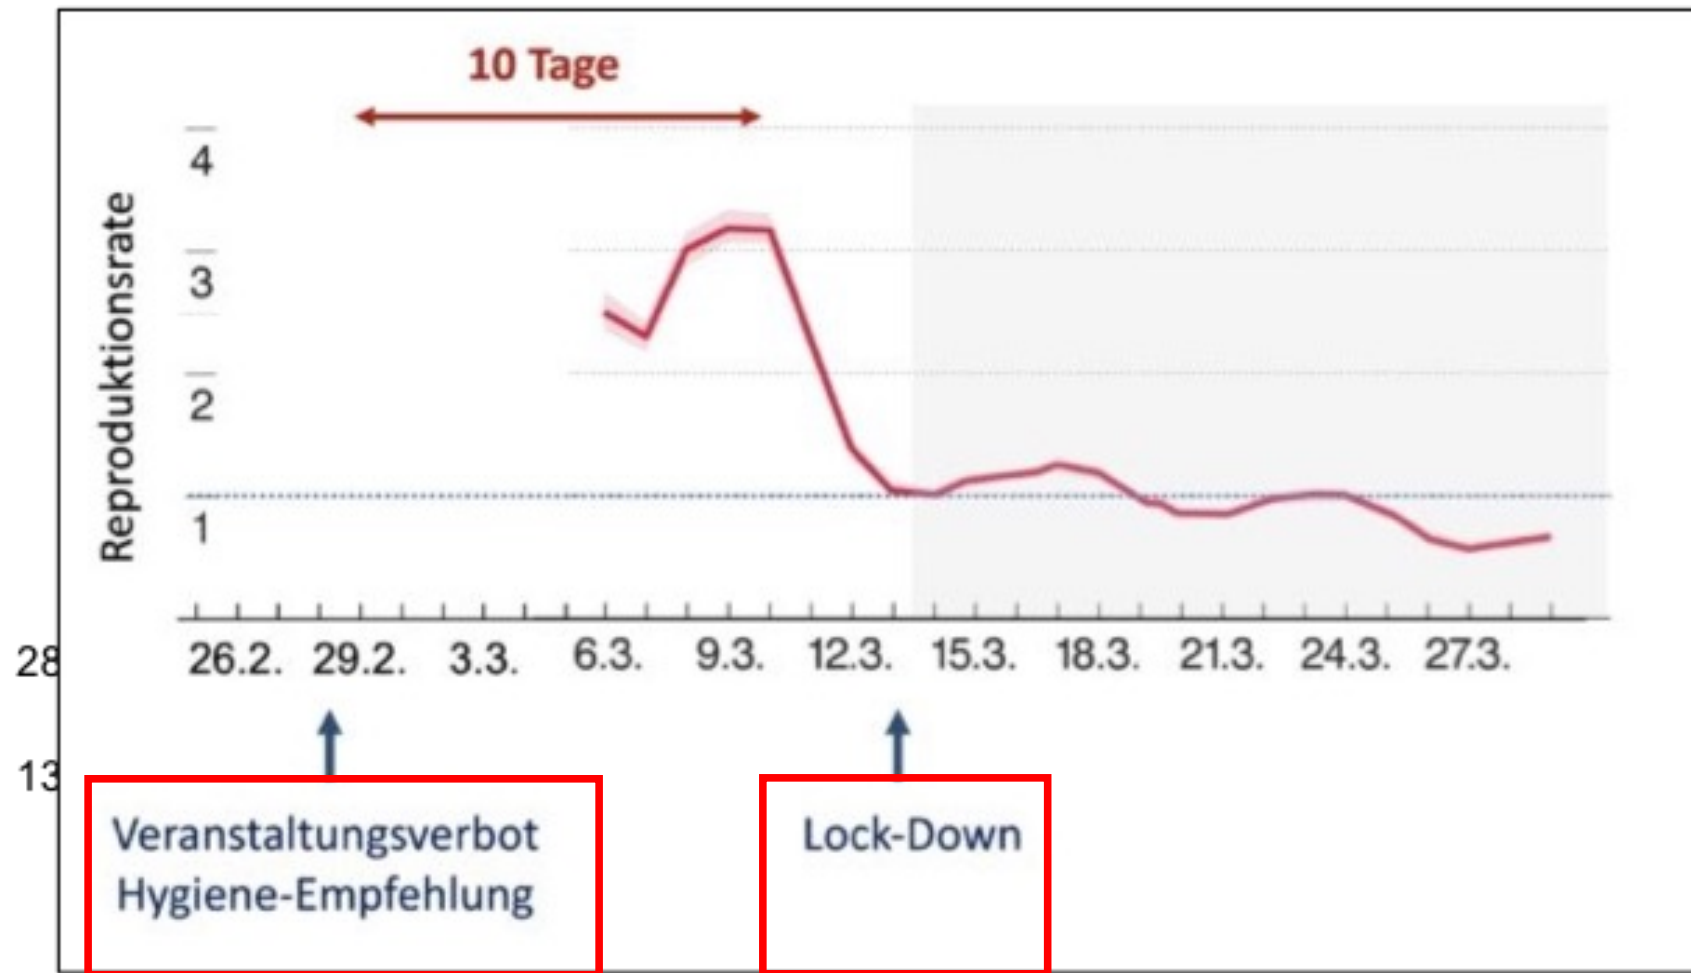 10 Tage
4
3
2
1
Reproduktionsrate
26.2. 29.2. 3.3. 6.3. 9.3. 12.3. 15.3. 18.3. 21.3. 24.3. 27.3.
28
13
Veranstaltungsverbot
Hygiene-Empfehlung
Lock-Down